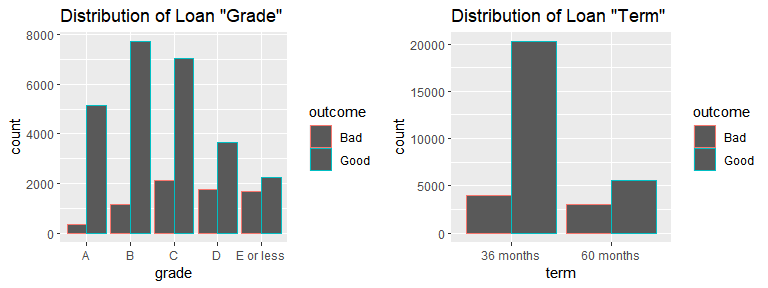 Distribution of Loan "Grade"
8000
6000
4000
2000
0
count
A B C D E or less
grade
outcome
Bad
Good
Distribution of Loan "Term"
20000
15000
10000
5000
0
count
36 months 60 months
term
outcome
Bad
Good